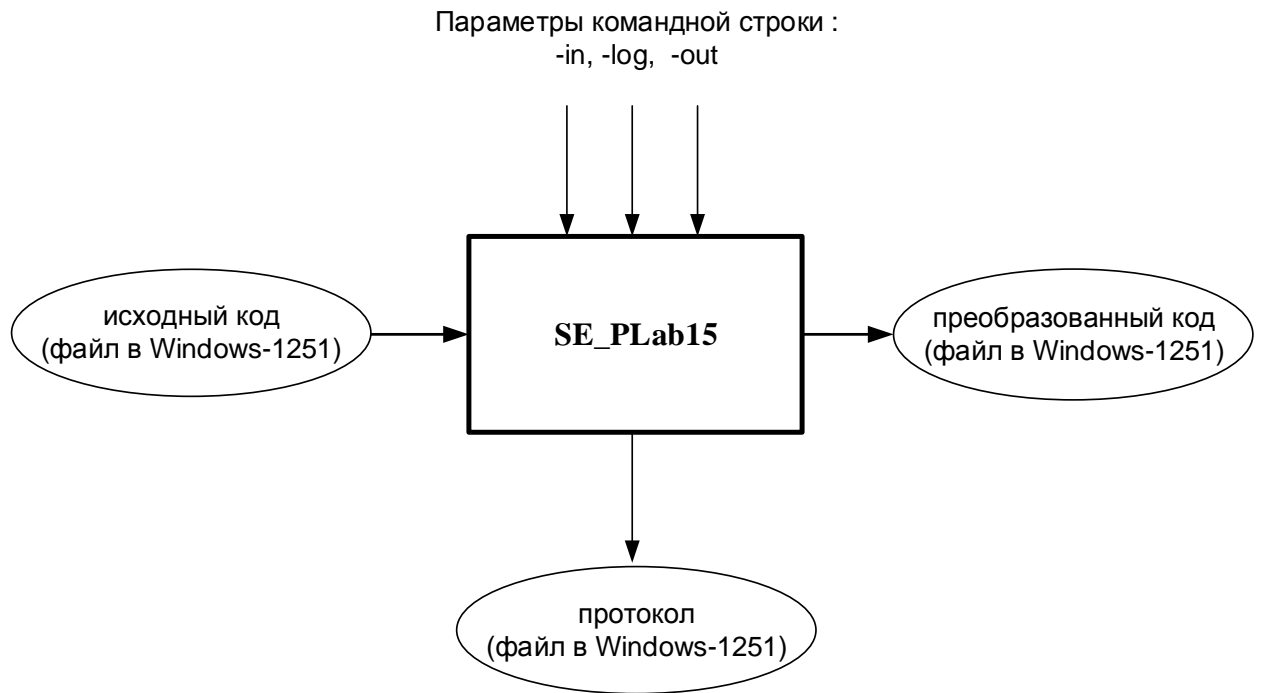 Параметры командной строки :
-in, -log, -out
исходный код
(файл в Windows-1251)
SE_PLab15
преобразованный код
(файл в Windows-1251)
протокол
(файл в Windows-1251)